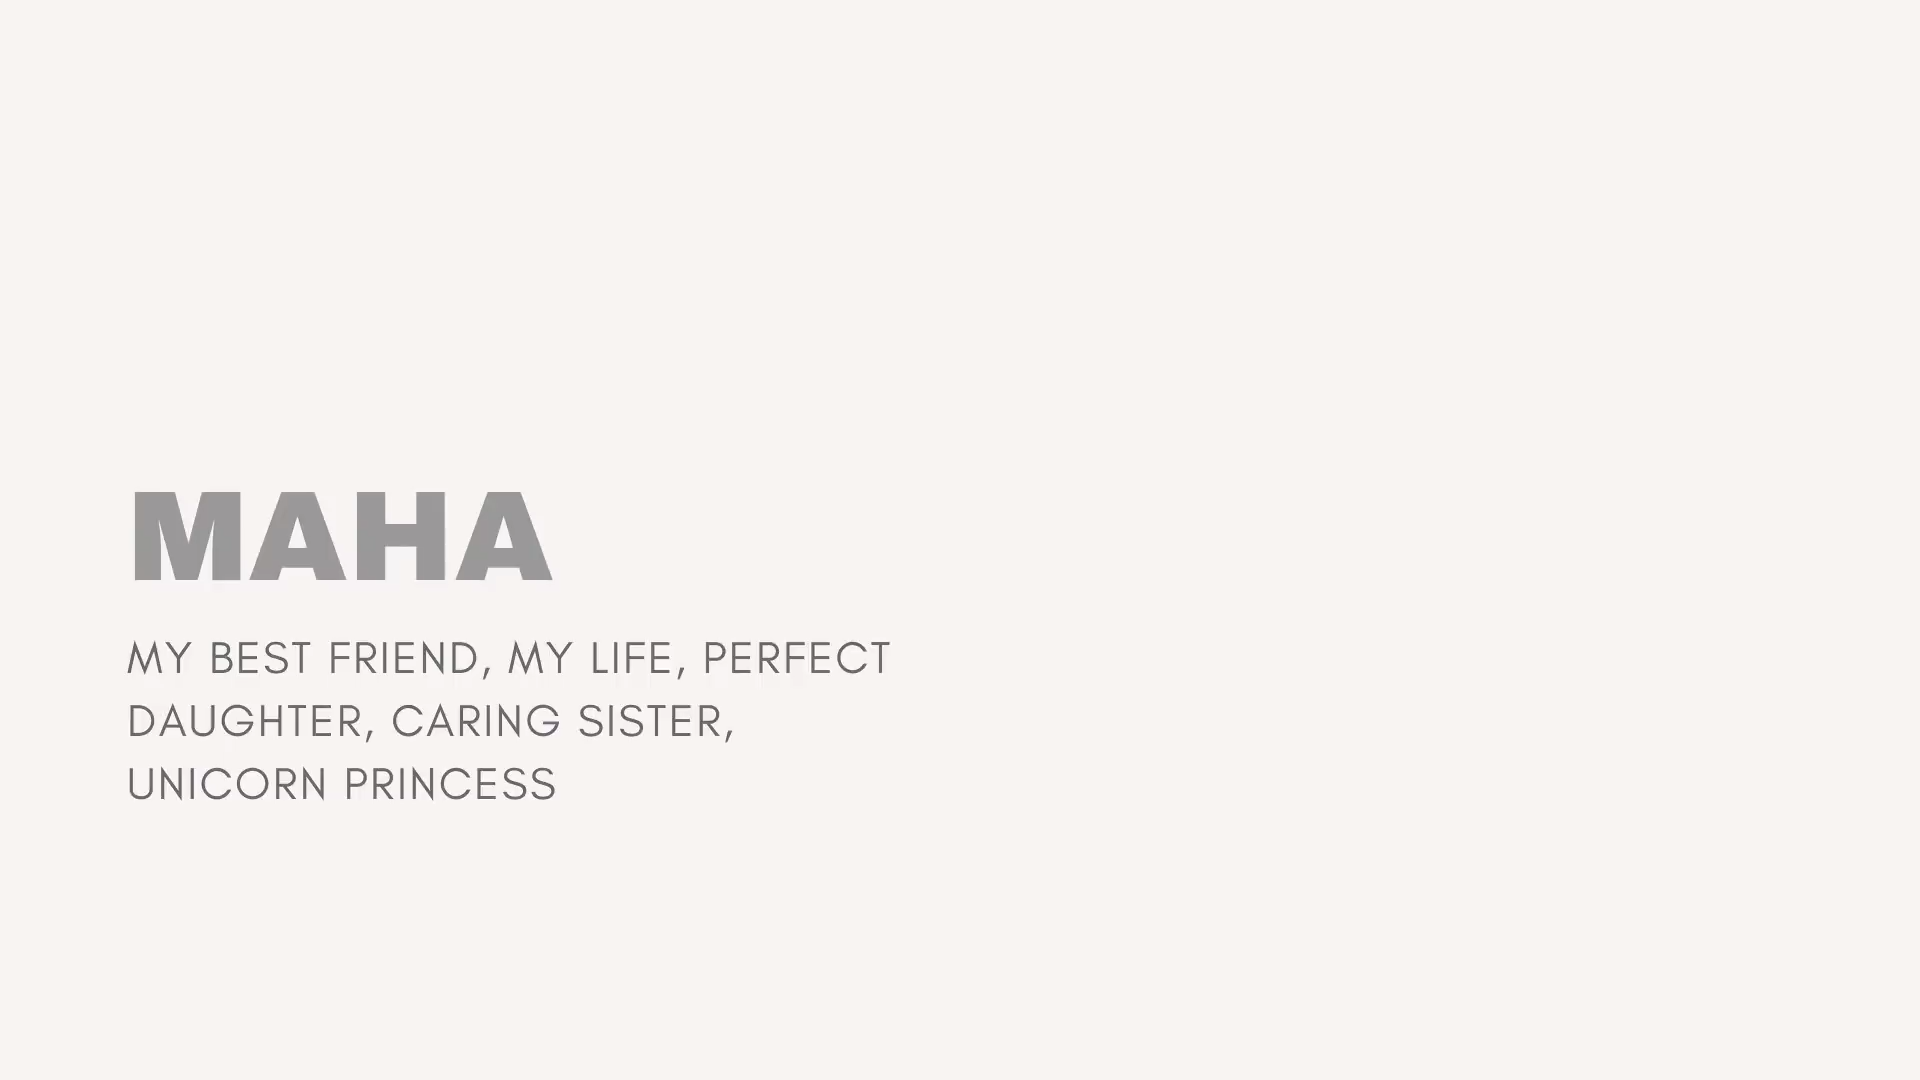 MAHA
MY BEST FRIEND, MY LIFE, PERFECT
DAUGHTER, CARING SISTER,
UNICORN PRINCESS